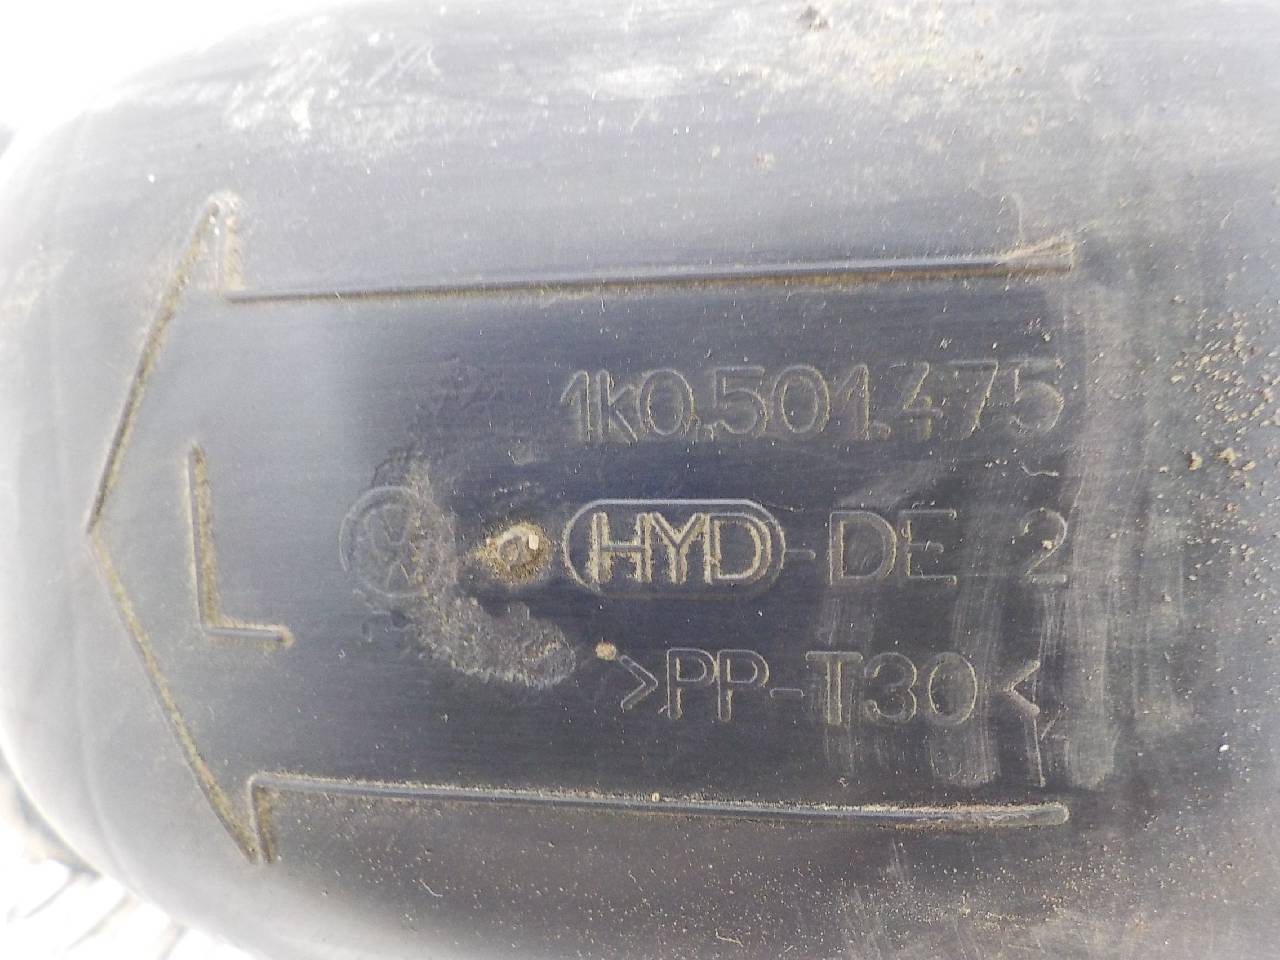 1K0.501.475
L
HYD-DE 2
>PP-T30<